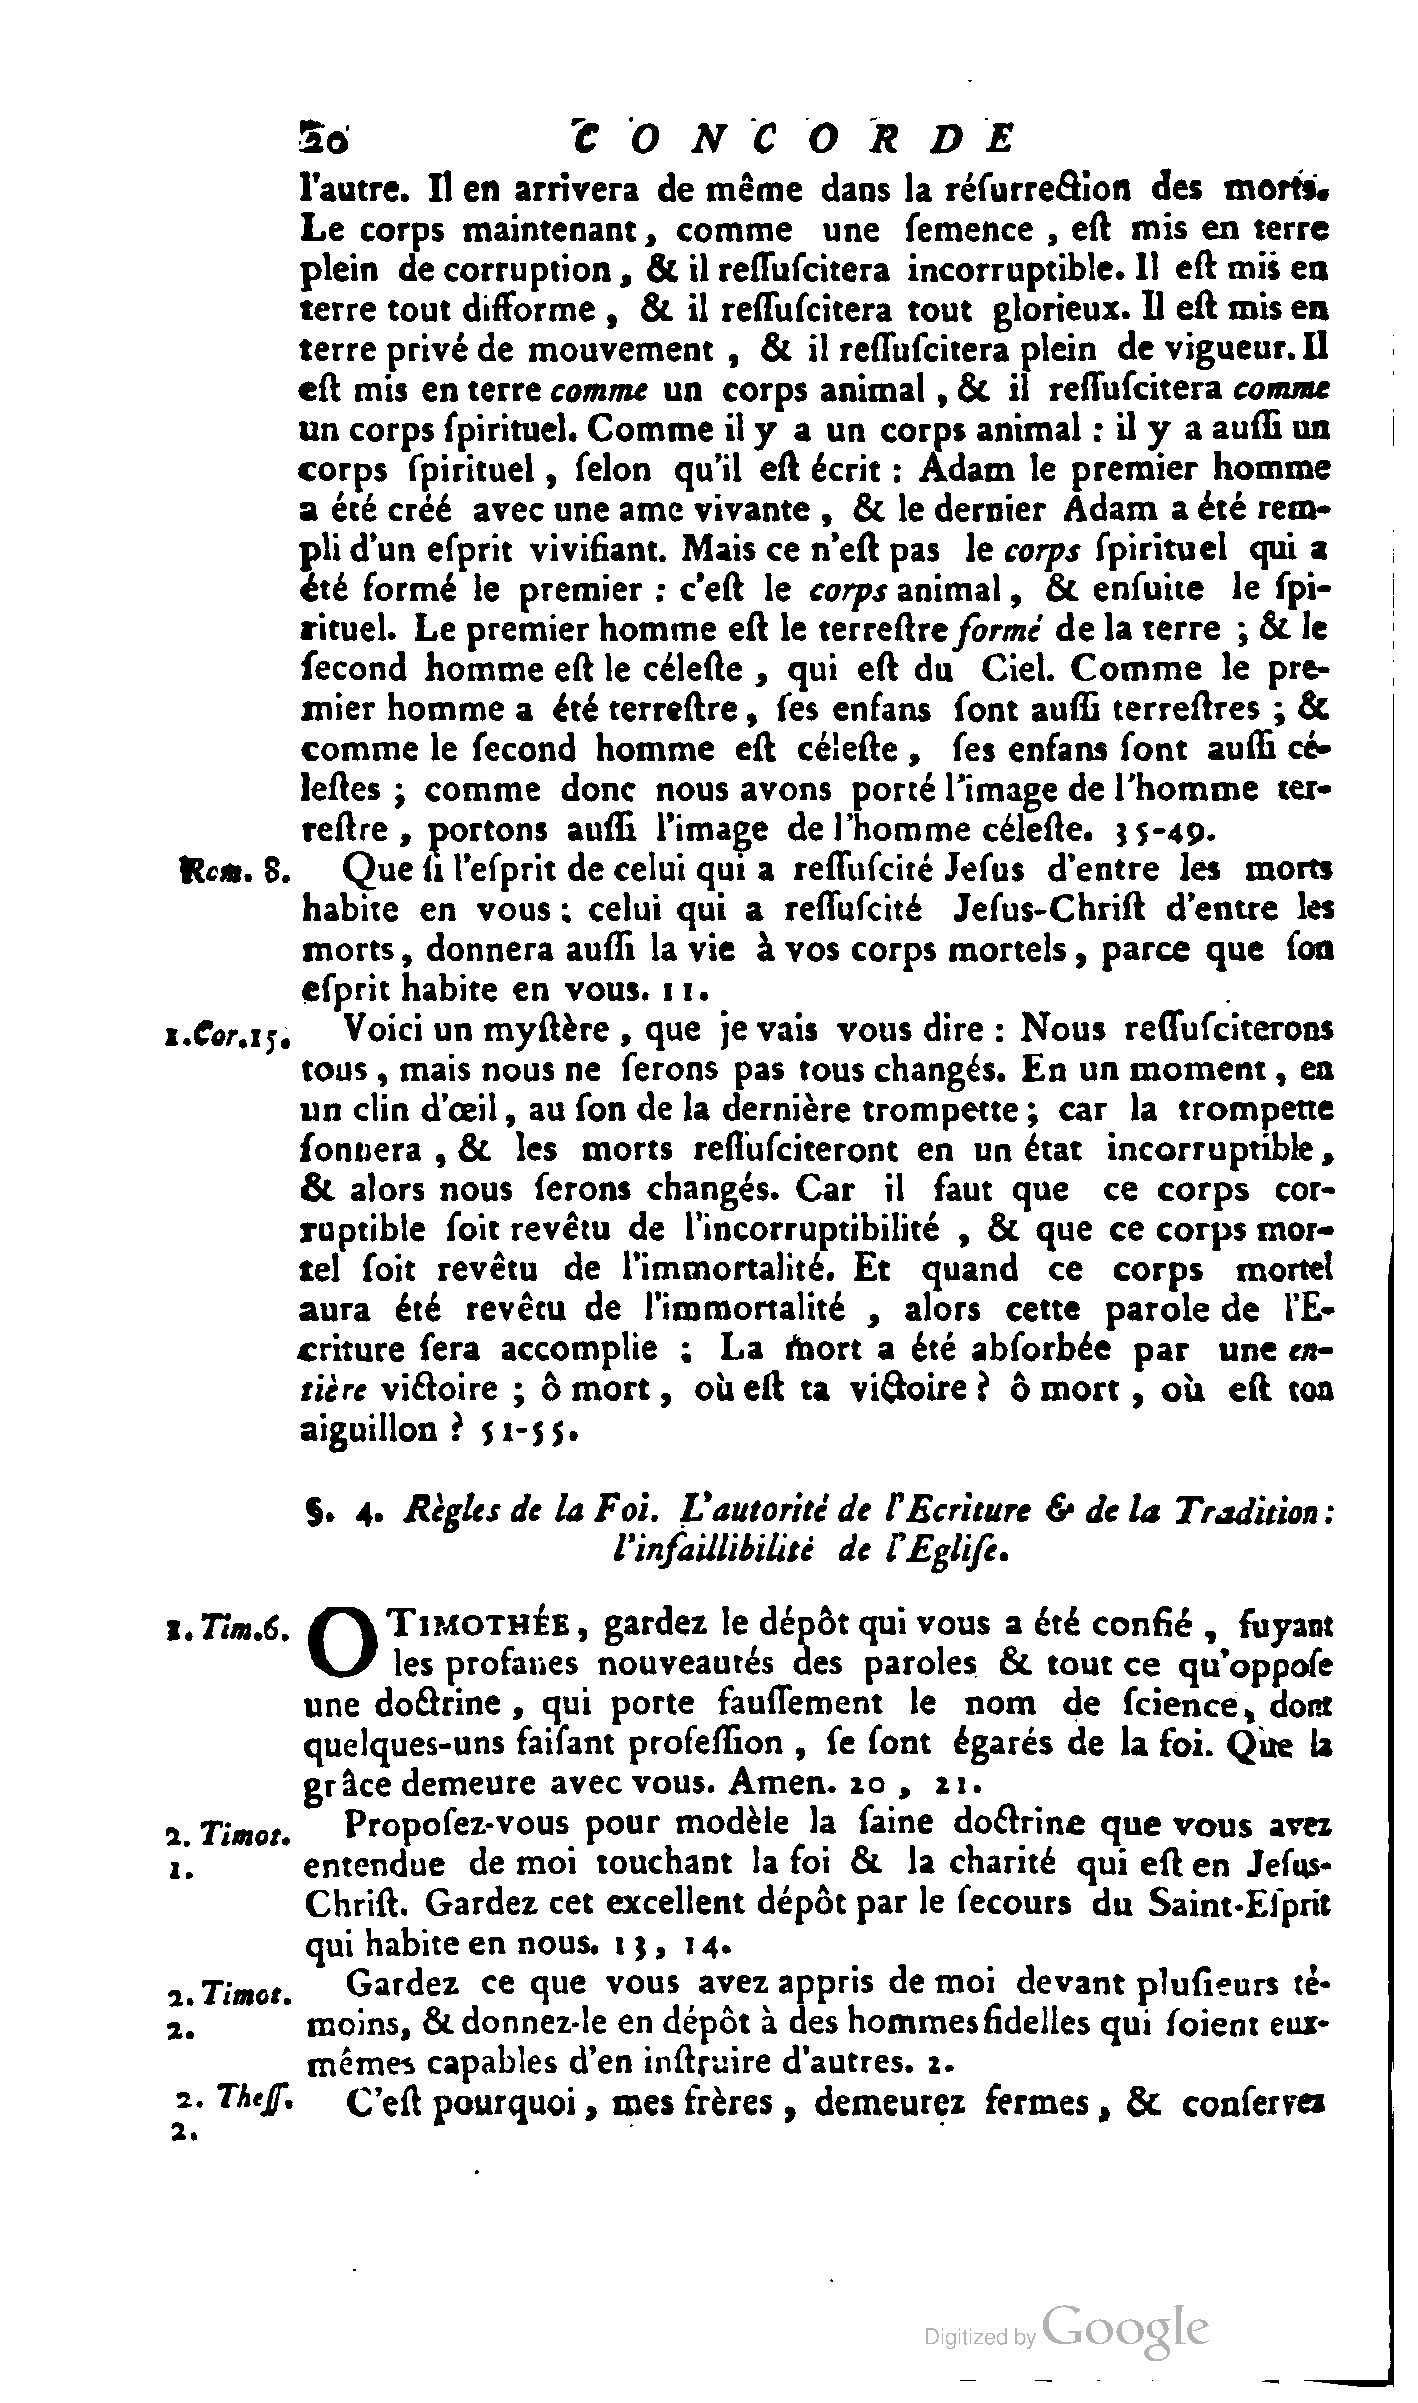 20 CONCORDE
l'autre. Il en arrivera de même dans la réſurrection des morts.
Le corps maintenant, comme une ſemence, eſt mis en terre
plein de corruption, & il reſſuſcitera incorruptible. Il eſt mis en
terre tout difforme, & il reſſuſcitera tout glorieux. Il eſt mis en
terre privé de mouvement, & il reſſuſcitera plein de vigueur. Il
eſt mis en terre comme un corps animal, & il reſſuſcitera comme
un corps ſpirituel. Comme il y a un corps animal : il y a auſſi un
corps ſpirituel, ſelon qu'il eſt écrit : Adam le premier homme
a été créé avec une ame vivante, & le dernier Adam a été rem-
pli d'un eſprit vivifiant. Mais ce n'eſt pas le corps ſpirituel qui a
été formé le premier : c'eſt le corps animal, & enſuite le ſpi-
rituel. Le premier homme eſt le terreſtre formé de la terre ; & le
ſecond homme eſt le céleſte, qui eſt du Ciel. Comme le pre-
mier homme a été terreſtre, ſes enfans ſont auſſi terreſtres ; &
comme le ſecond homme eſt céleſte, ſes enfans ſont auſſi cé-
leſtes ; comme donc nous avons porté l'image de l'homme ter-
reſtre, portons auſſi l'image de l'homme céleſte. 35-49.
Rom. 8. Que ſi l'eſprit de celui qui a reſſuſcité Jeſus d'entre les morts
habite en vous ; celui qui a reſſuſcité Jeſus-Chriſt d'entre les
morts, donnera auſſi la vie à vos corps mortels, parce que ſon
eſprit habite en vous. 11.
1.Cor.15. Voici un myſtère, que je vais vous dire : Nous reſſuſciterons
tous, mais nous ne ſerons pas tous changés. En un moment, en
un clin d'œil, au ſon de la dernière trompette ; car la trompette
ſonnera, & les morts reſſuſciteront en un état incorruptible,
& alors nous ſerons changés. Car il faut que ce corps cor-
ruptible ſoit revêtu de l'incorruptibilité, & que ce corps mor-
tel ſoit revêtu de l'immortalité. Et quand ce corps mortel
aura été revêtu de l'immortalité, alors cette parole de l'E-
criture ſera accomplie ; La mort a été abſorbée par une en-
tière victoire ; ô mort, où eſt ta victoire ? ô mort, où eſt ton
aiguillon ? 51-55.
§. 4. Règles de la Foi. L'autorité de l'Ecriture & de la Tradition :
l'infaillibilité de l'Egliſe.
1. Tim.6. O TIMOTHÉE, gardez le dépôt qui vous a été confié, fuyant
les profanes nouveautés des paroles & tout ce qu'oppoſe
une doctrine, qui porte fauſſement le nom de ſcience, dont
quelques-uns faiſant profeſſion, ſe ſont égarés de la foi. Que la
grâce demeure avec vous. Amen. 20, 21.
2. Timot. Propoſez-vous pour modèle la ſaine doctrine que vous avez
1. entendue de moi touchant la foi & la charité qui eſt en Jeſus-
Chriſt. Gardez cet excellent dépôt par le ſecours du Saint-Eſprit
qui habite en nous. 13, 14.
2. Timot. Gardez ce que vous avez appris de moi devant pluſieurs té-
2. moins, & donnez-le en dépôt à des hommes fidelles qui ſoient eux-
mêmes capables d'en inſtruire d'autres. 2.
2. Theſſ. C'eſt pourquoi, mes frères, demeurez fermes, & conſervez
2.
Digitized by Google